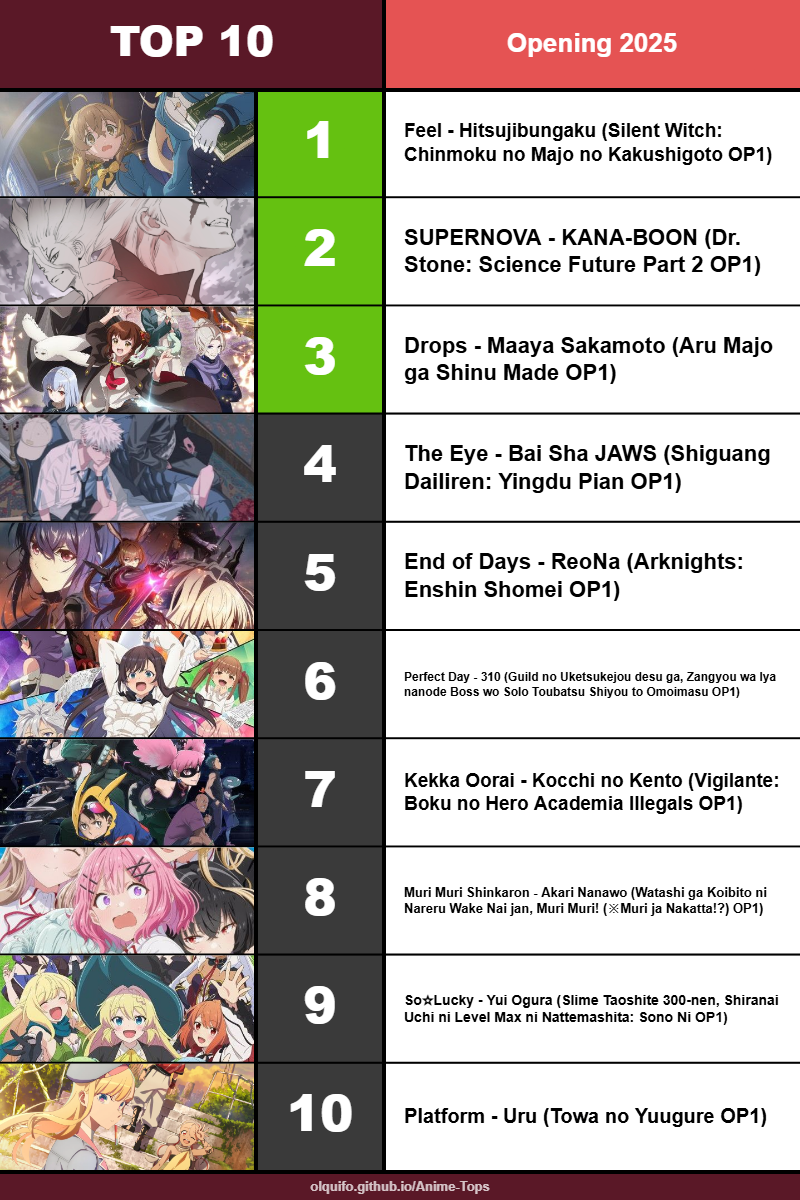 TOP 10
Opening 2025
1
Feel - Hitsujibungaku (Silent Witch:
Chinmoku no Majo no Kakushigoto OP1)
2
SUPERNOVA - KANA-BOON (Dr.
Stone: Science Future Part 2 OP1)
3
Drops - Maaya Sakamoto (Aru Majo
ga Shinu Made OP1)
4
The Eye - Bai Sha JAWS (Shiguang
Dailiren: Yingdu Pian OP1)
5
End of Days - ReoNa (Arknights:
Enshin Shomei OP1)
6
Perfect Day - 310 (Guild no Uketsukejou desu ga, Zangyou wa Iya
nanode Boss wo Solo Toubatsu Shiyou to Omoimasu OP1)
7
Kekka Oorai - Kocchi no Kento (Vigilante:
Boku no Hero Academia Illegals OP1)
8
Muri Muri Shinkaron - Akari Nanawo (Watashi ga Koibito ni
Nareru Wake Nai jan, Muri Muri! (※Muri ja Nakatta!?) OP1)
9
So☆Lucky - Yui Ogura (Slime Taoshite 300-nen, Shiranai
Uchi ni Level Max ni Nattemashita: Sono Ni OP1)
10
Platform - Uru (Towa no Yuugure OP1)
olquifo.github.io/Anime-Tops